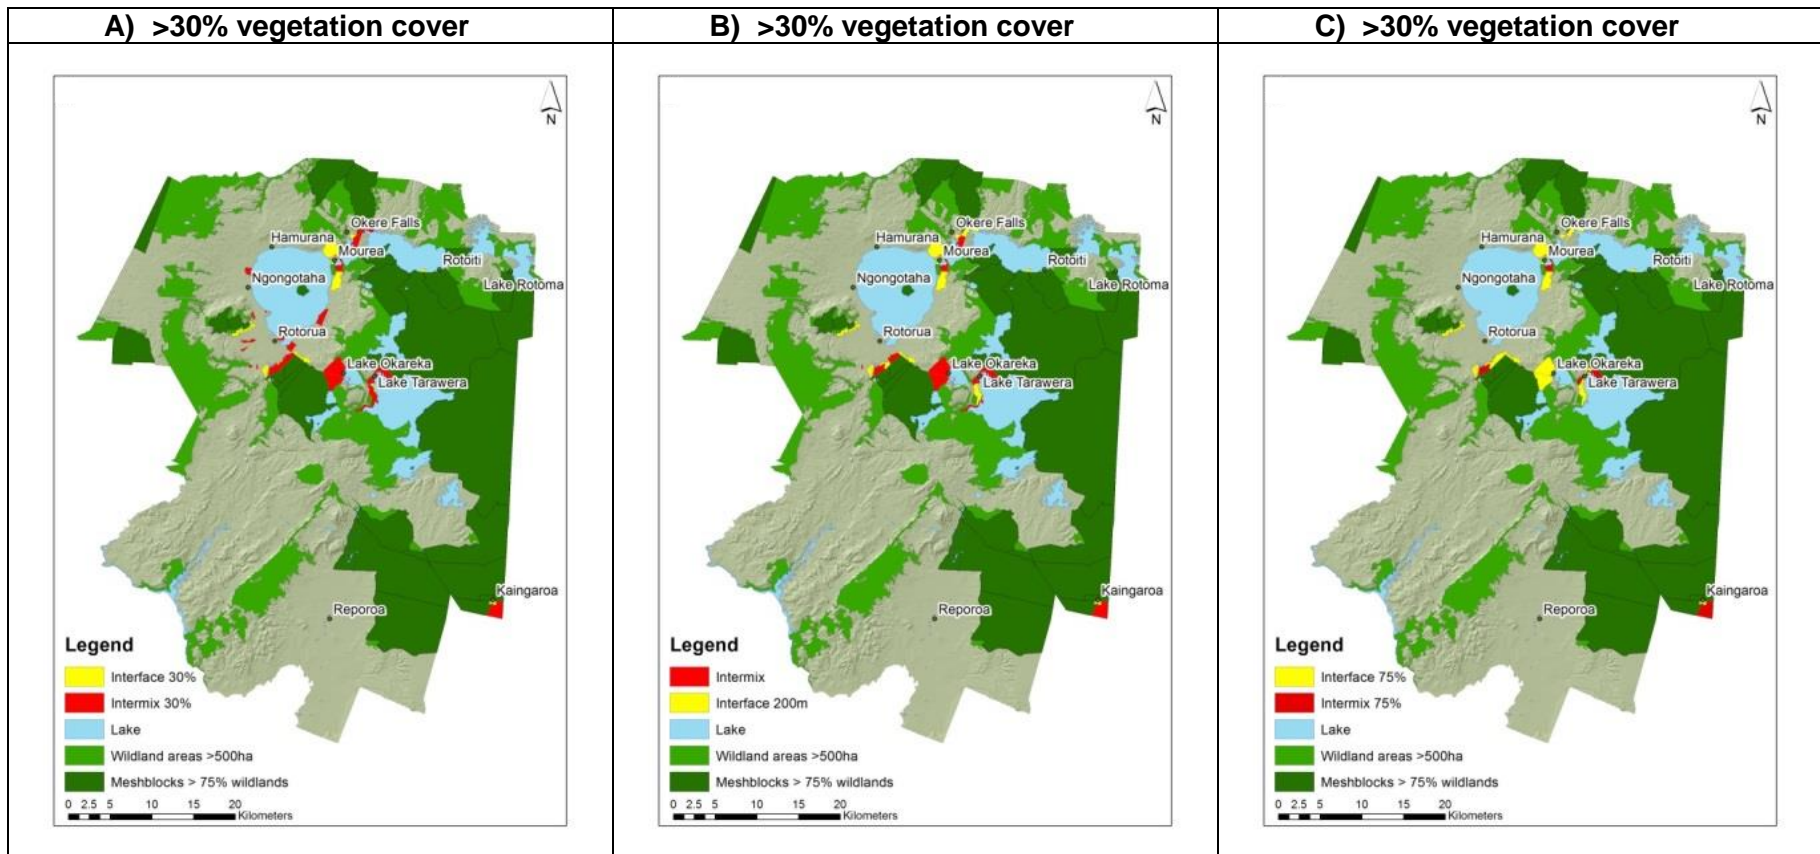 A) >30% vegetation cover
B) >30% vegetation cover
C) >30% vegetation cover
N
Okere Falls
Hamurana
Mourea
Rotoiti
Ngongotaha
Lake Rotoma
Rotorua
Lake Okareka
Lake Tarawera
Kaingaroa
Reporoa
Legend
Interface 30%
Intermix 30%
Lake
Wildland areas >500ha
Meshblocks > 75% wildlands
0 2.5 5 10 15 20
Kilometers
N
Okere Falls
Hamurana
Mourea
Rotoiti
Ngongotaha
Lake Rotoma
Rotorua
Lake Okareka
Lake Tarawera
Kaingaroa
Reporoa
Legend
Intermix
Interface 200m
Lake
Wildland areas >500ha
Meshblocks > 75% wildlands
0 2.5 5 10 15 20
Kilometers
N
Okere Falls
Hamurana
Mourea
Rotoiti
Ngongotaha
Lake Rotoma
Rotorua
Lake Okareka
Lake Tarawera
Kaingaroa
Reporoa
Legend
Interface 75%
Intermix 75%
Lake
Wildland areas >500ha
Meshblocks > 75% wildlands
0 2.5 5 10 15 20
Kilometers